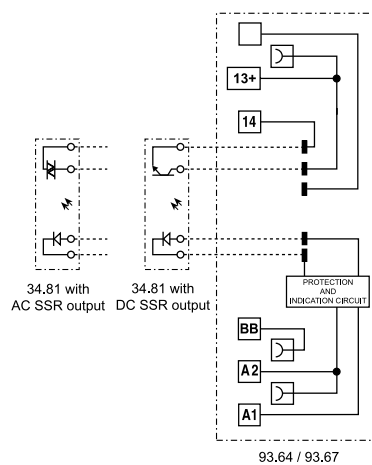 13+
14
PROTECTION
AND
INDICATION CIRCUIT
34.81 with
AC SSR output
34.81 with
DC SSR output
BB
A2
A1
93.64 / 93.67